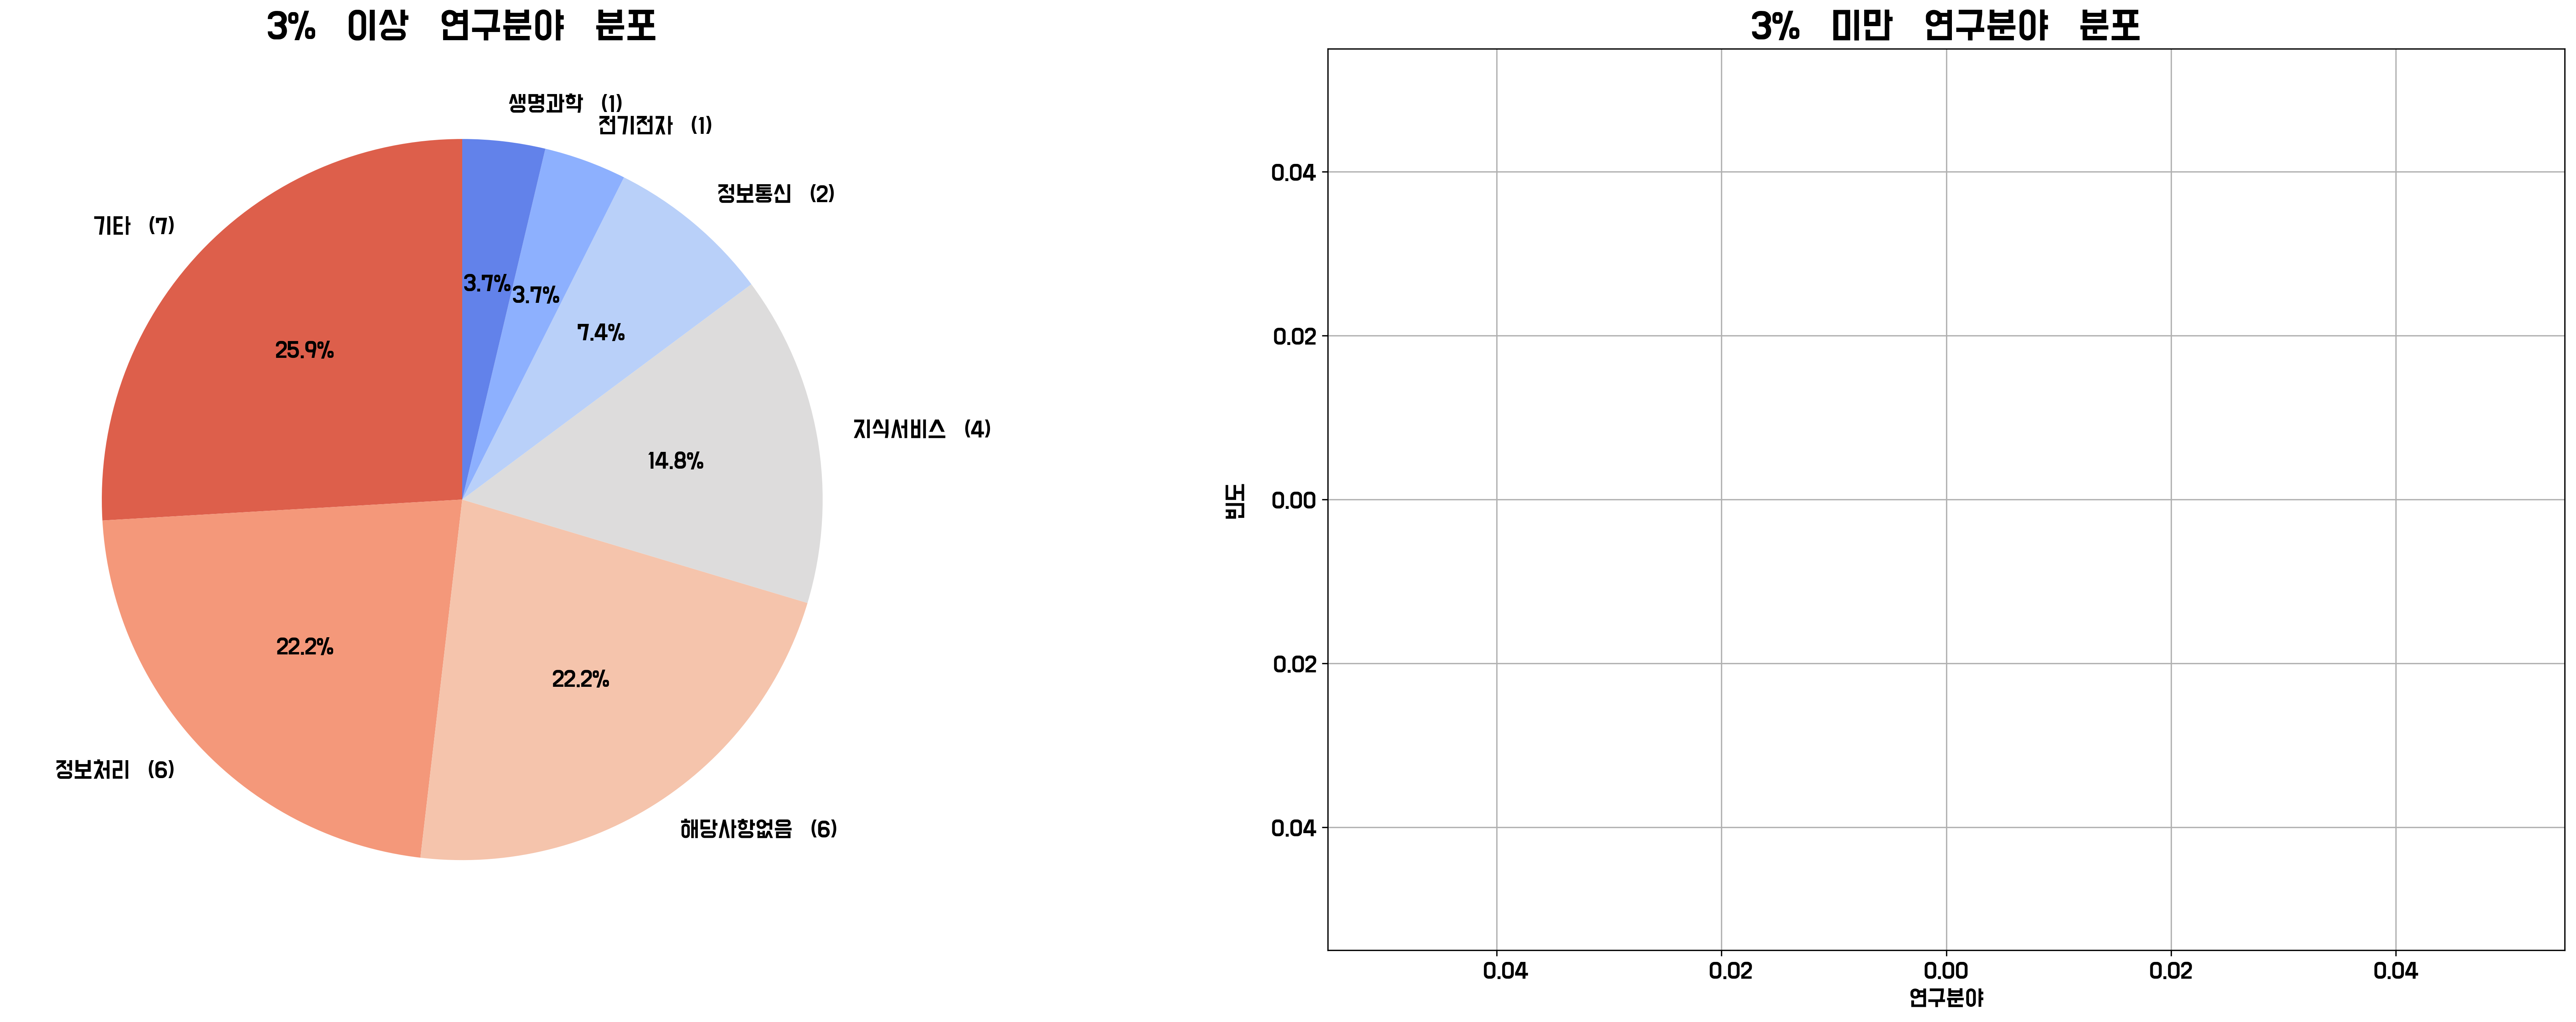 3% 이상 연구분야 분포
생명과학 (1)
전기전자 (1)
정보통신 (2)
기타 (7)
지식서비스 (4)
정보처리 (6)
해당사항없음 (6)
3.7%
3.7%
7.4%
25.9%
14.8%
22.2%
22.2%
3% 미만 연구분야 분포
빈도
0.04
0.02
0.00
0.02
0.04
0.04
0.02
0.00
0.02
0.04
연구분야